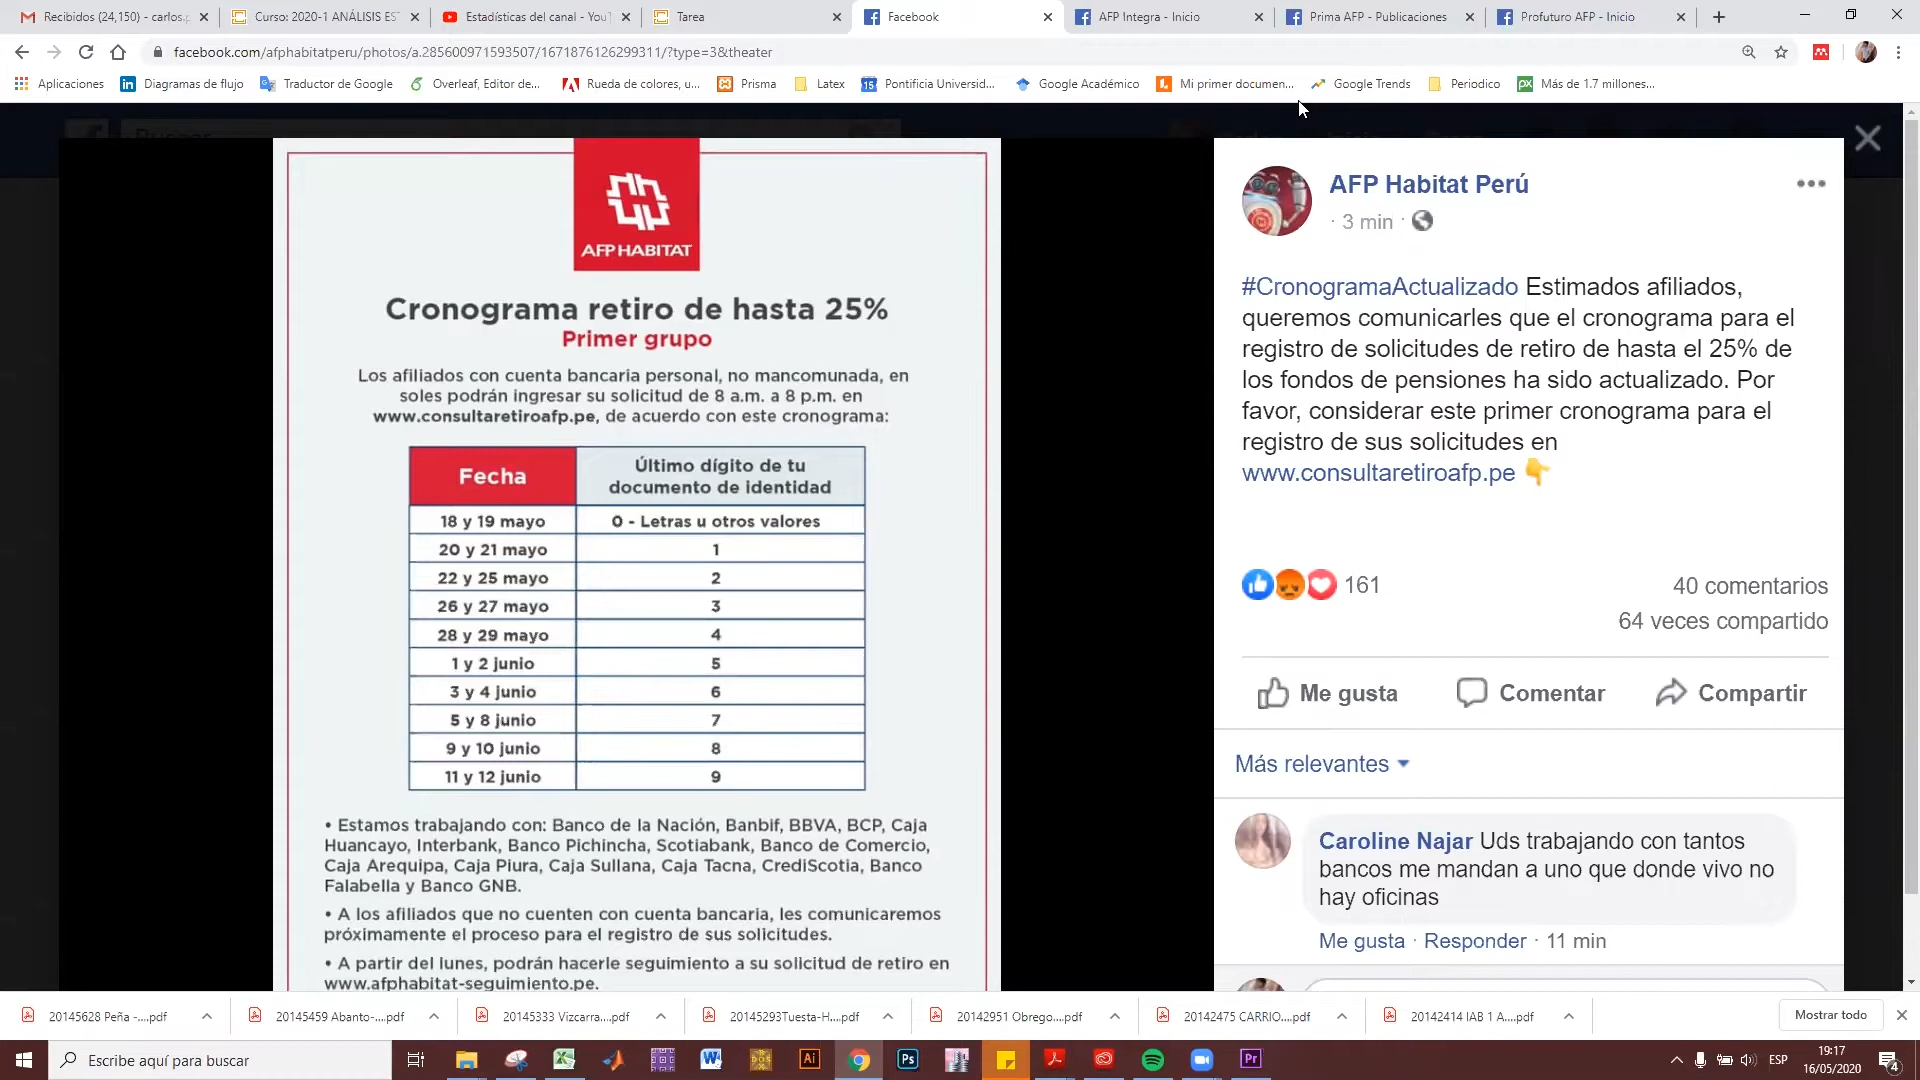 Recibidos (24,150) - carlos.p
Curso: 2020-1 ANÁLISIS EST
Estadísticas del canal - YouT
Tarea
Facebook
AFP Integra - Inicio
Prima AFP - Publicaciones
Profuturo AFP - Inicio
facebook.com/afphabitatperu/photos/a.285600971593507/1671876126299311/?type=3&theater
Aplicaciones
Diagramas de flujo
Traductor de Google
Overleaf, Editor de...
Rueda de colores, u...
Prisma
Latex
Pontificia Universid...
Google Académico
Mi primer documen...
Google Trends
Periodico
Más de 1.7 millones...
Buscar
AFP HABITAT
Cronograma retiro de hasta 25%
Primer grupo
Los afiliados con cuenta bancaria personal, no mancomunada, en
soles podrán ingresar su solicitud de 8 a.m. a 8 p.m. en
www.consultaretiroafp.pe, de acuerdo con este cronograma:
Fecha
Último dígito de tu
documento de identidad
18 y 19 mayo 0 - Letras u otros valores
20 y 21 mayo 1
22 y 25 mayo 2
26 y 27 mayo 3
28 y 29 mayo 4
1 y 2 junio 5
3 y 4 junio 6
5 y 8 junio 7
9 y 10 junio 8
11 y 12 junio 9
• Estamos trabajando con: Banco de la Nación, Banbif, BBVA, BCP, Caja
Huancayo, Interbank, Banco Pichincha, Scotiabank, Banco de Comercio,
Caja Arequipa, Caja Piura, Caja Sullana, Caja Tacna, CrediScotia, Banco
Falabella y Banco GNB.
• A los afiliados que no cuenten con cuenta bancaria, les comunicaremos
próximamente el proceso para el registro de sus solicitudes.
• A partir del lunes, podrán hacerle seguimiento a su solicitud de retiro en
www.afphabitat-seguimiento.pe.
AFP Habitat Perú
· 3 min ·
#CronogramaActualizado Estimados afiliados,
queremos comunicarles que el cronograma para el
registro de solicitudes de retiro de hasta el 25% de
los fondos de pensiones ha sido actualizado. Por
favor, considerar este primer cronograma para el
registro de sus solicitudes en
www.consultaretiroafp.pe 👇
161
40 comentarios
64 veces compartido
Me gusta
Comentar
Compartir
Más relevantes
Caroline Najar Uds trabajando con tantos
bancos me mandan a uno que donde vivo no
hay oficinas
Me gusta · Responder · 11 min
20145628 Peña -....pdf
20145459 Abanto-....pdf
20145333 Vizcarra....pdf
20145293Tuesta-H....pdf
20142951 Obrego....pdf
20142475 CARRIO....pdf
20142414 IAB 1 A....pdf
Mostrar todo
Escribe aquí para buscar
Ai
Ps
Pr
ESP
19:17
16/05/2020
4